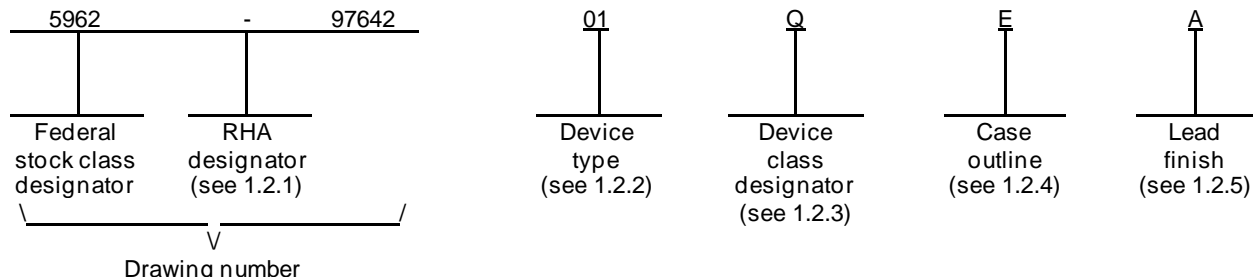 5962 - 97642 01 Q E A
Federal stock class designator
RHA designator (see 1.2.1)
Device type (see 1.2.2)
Device class designator (see 1.2.3)
Case outline (see 1.2.4)
Lead finish (see 1.2.5)
\ /
\/
Drawing number